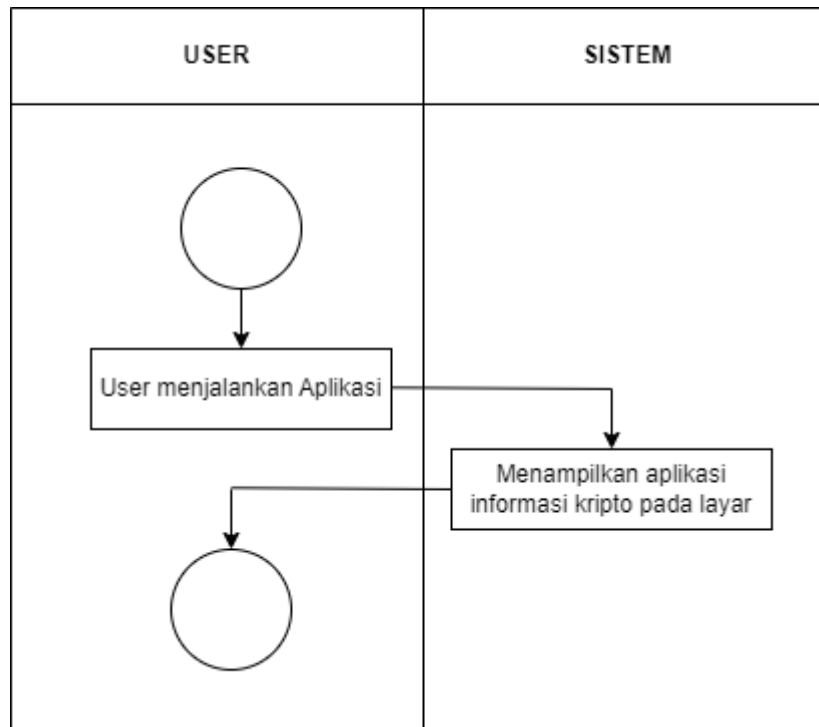 USER
SISTEM
User menjalankan Aplikasi
Menampilkan aplikasi
informasi kripto pada layar